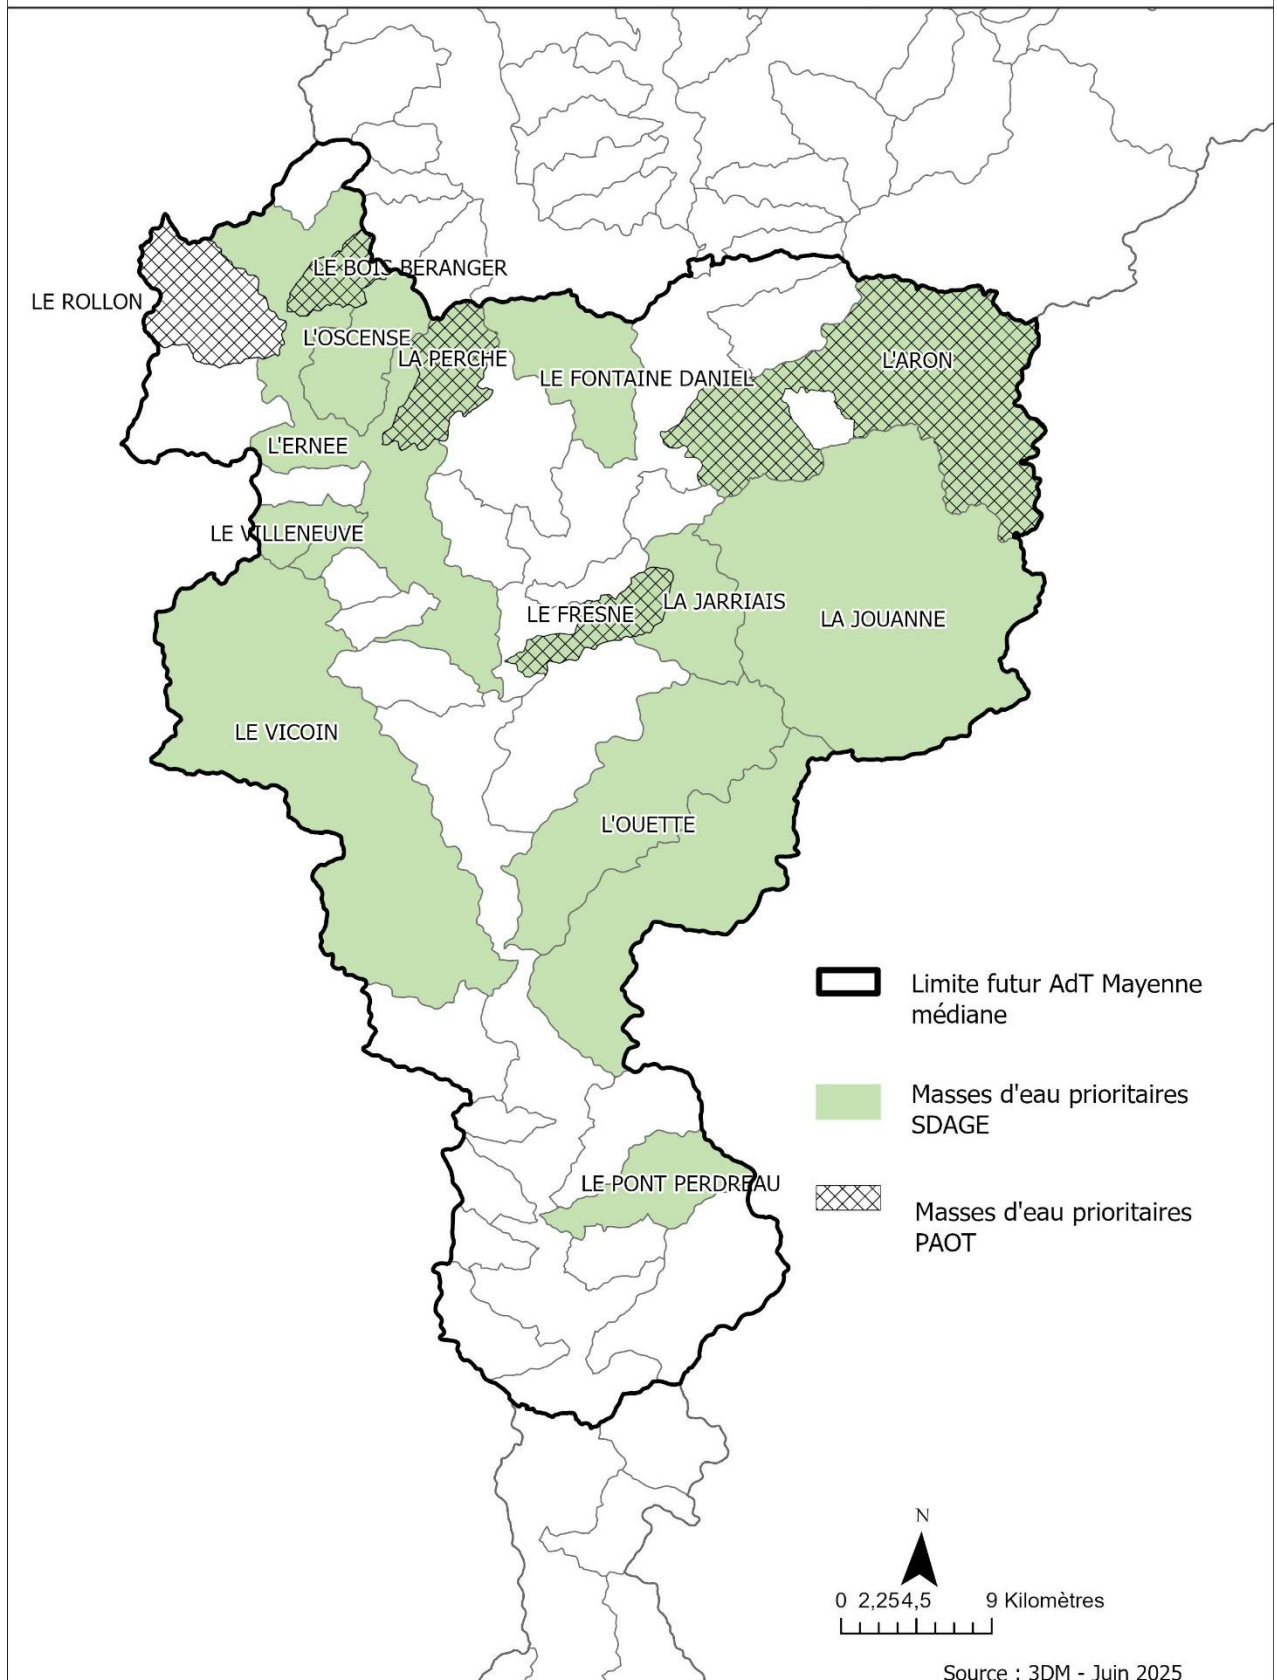 LE BOIS BERANGER
LE ROLLON
L'OSCENSE
LA PERCHE
L'ARON
LE FONTAINE DANIEL
L'ERNEE
LE VILLENEUVE
LA JARRIAIS
LE FRESNE
LA JOUANNE
LE VICOIN
L'OUETTE
Limite futur AdT Mayenne
médiane
Masses d'eau prioritaires
SDAGE
LE PONT PERDREAU
Masses d'eau prioritaires
PAOT
N
0 2,254,5 9 Kilomètres
Source : 3DM - Juin 2025